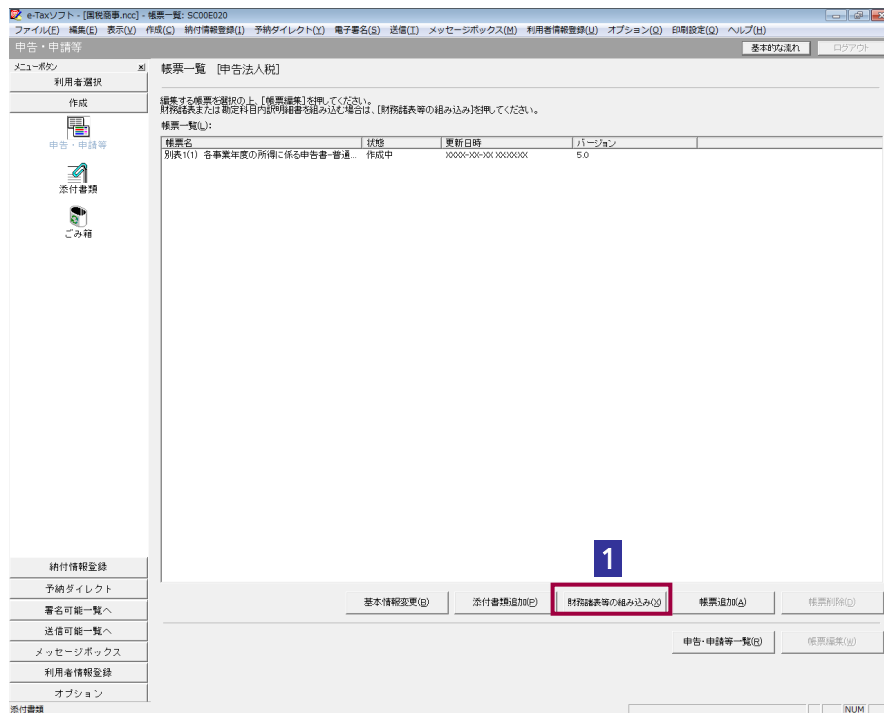 e-Taxソフト - [国税商事.ncc] - 帳票一覧: SC00E020
ファイル(F) 編集(E) 表示(V) 作成(C) 納付情報登録(I) 予納ダイレクト(Y) 電子署名(S) 送信(T) メッセージボックス(M) 利用者情報登録(U) オプション(O) 印刷設定(Q) ヘルプ(H)
申告・申請等 基本的な流れ ログアウト
メニューボタン
利用者選択
作成
申告・申請等
添付書類
ごみ箱
帳票一覧 [申告法人税]
編集する帳票を選択の上、[帳票編集]を押してください。
財務諸表または勘定科目内訳明細書を組み込む場合は、[財務諸表等の組み込み]を押してください。
帳票一覧(L):
帳票名 状態 更新日時 バージョン
別表1(1) 各事業年度の所得に係る申告書-普通... 作成中 XXXX-XX-XX XXXXXXX 5.0
1
基本情報変更(B) 添付書類追加(P) 財務諸表等の組み込み(X) 帳票追加(A) 帳票削除(D)
申告・申請等一覧(R) 帳票編集(W)
納付情報登録
予納ダイレクト
署名可能一覧へ
送信可能一覧へ
メッセージボックス
利用者情報登録
オプション
添付書類 NUM